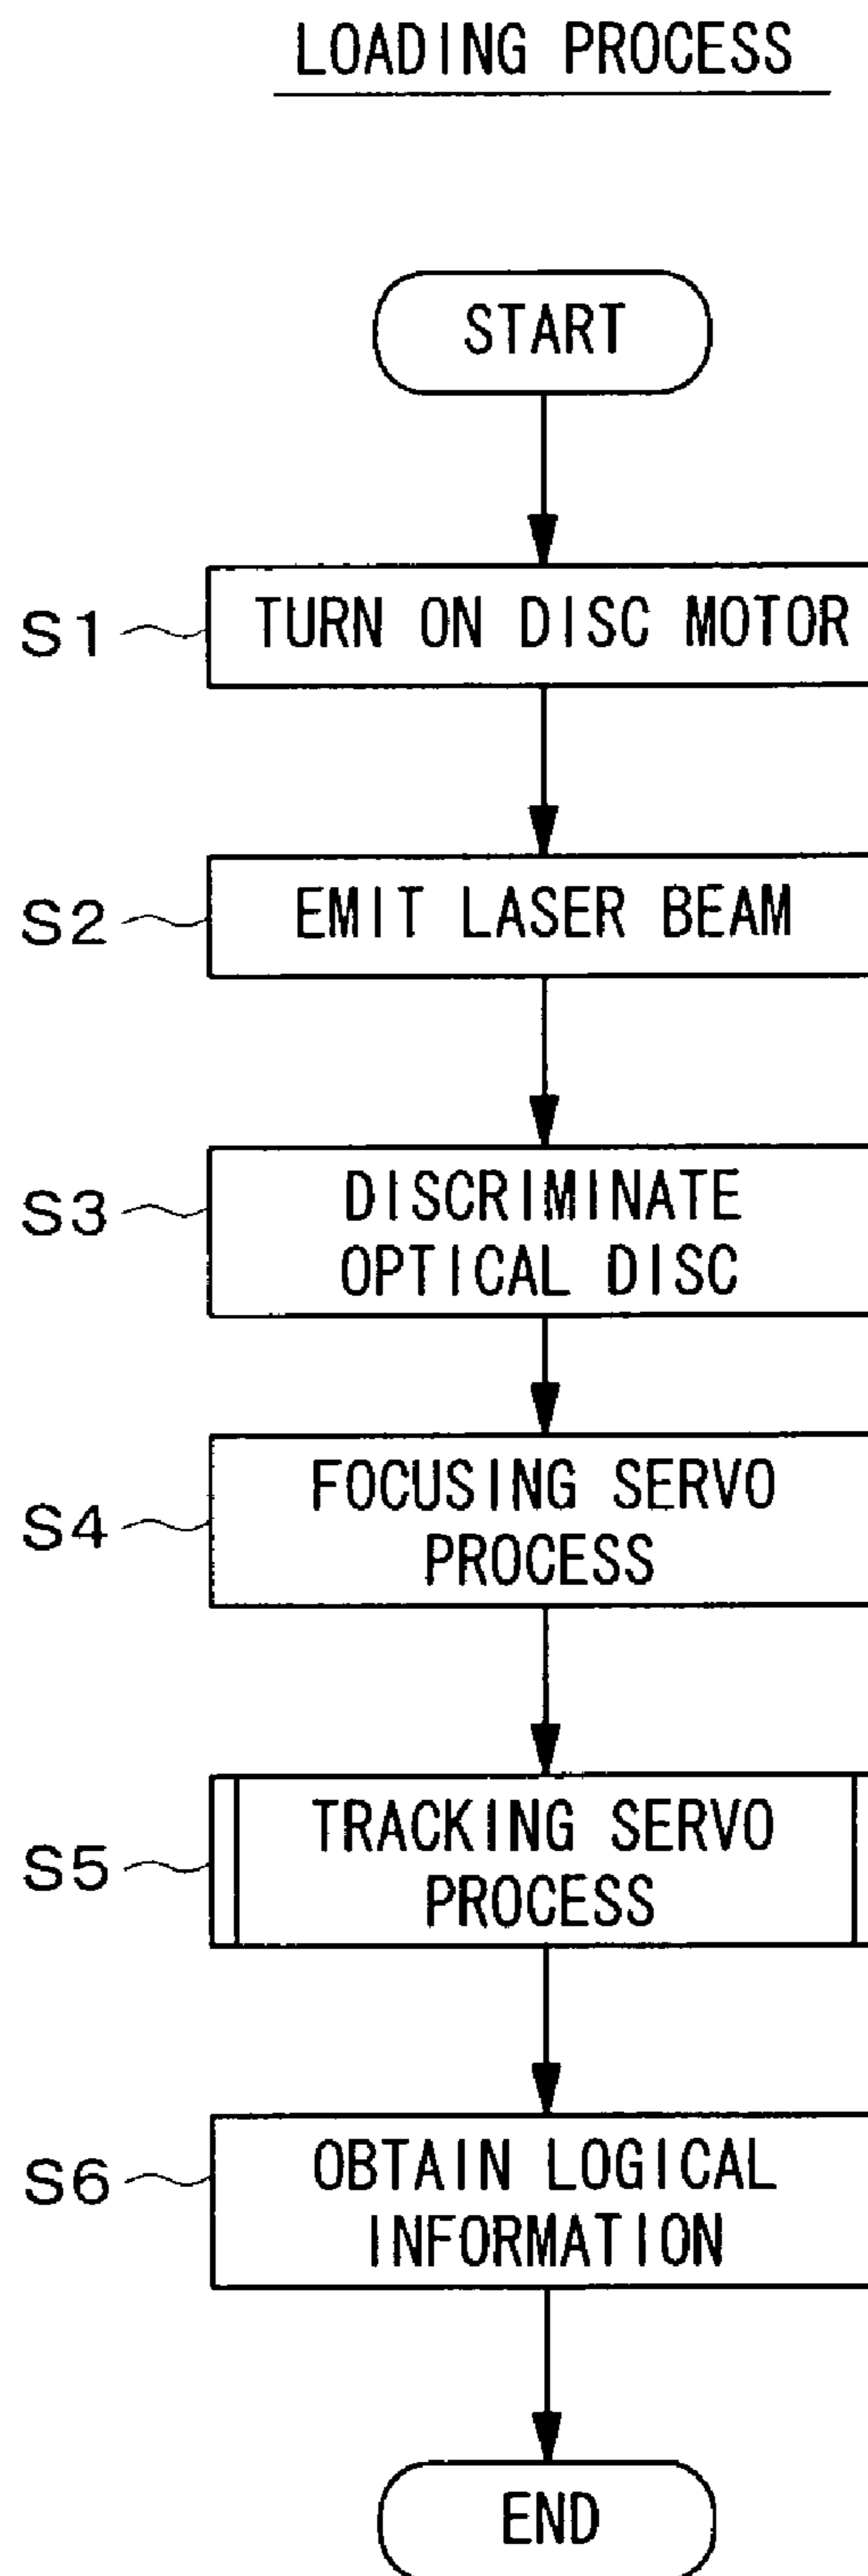 LOADING PROCESS
START
S1 TURN ON DISC MOTOR
S2 EMIT LASER BEAM
S3 DISCRIMINATE
OPTICAL DISC
S4 FOCUSING SERVO
PROCESS
S5 TRACKING SERVO
PROCESS
S6 OBTAIN LOGICAL
INFORMATION
END